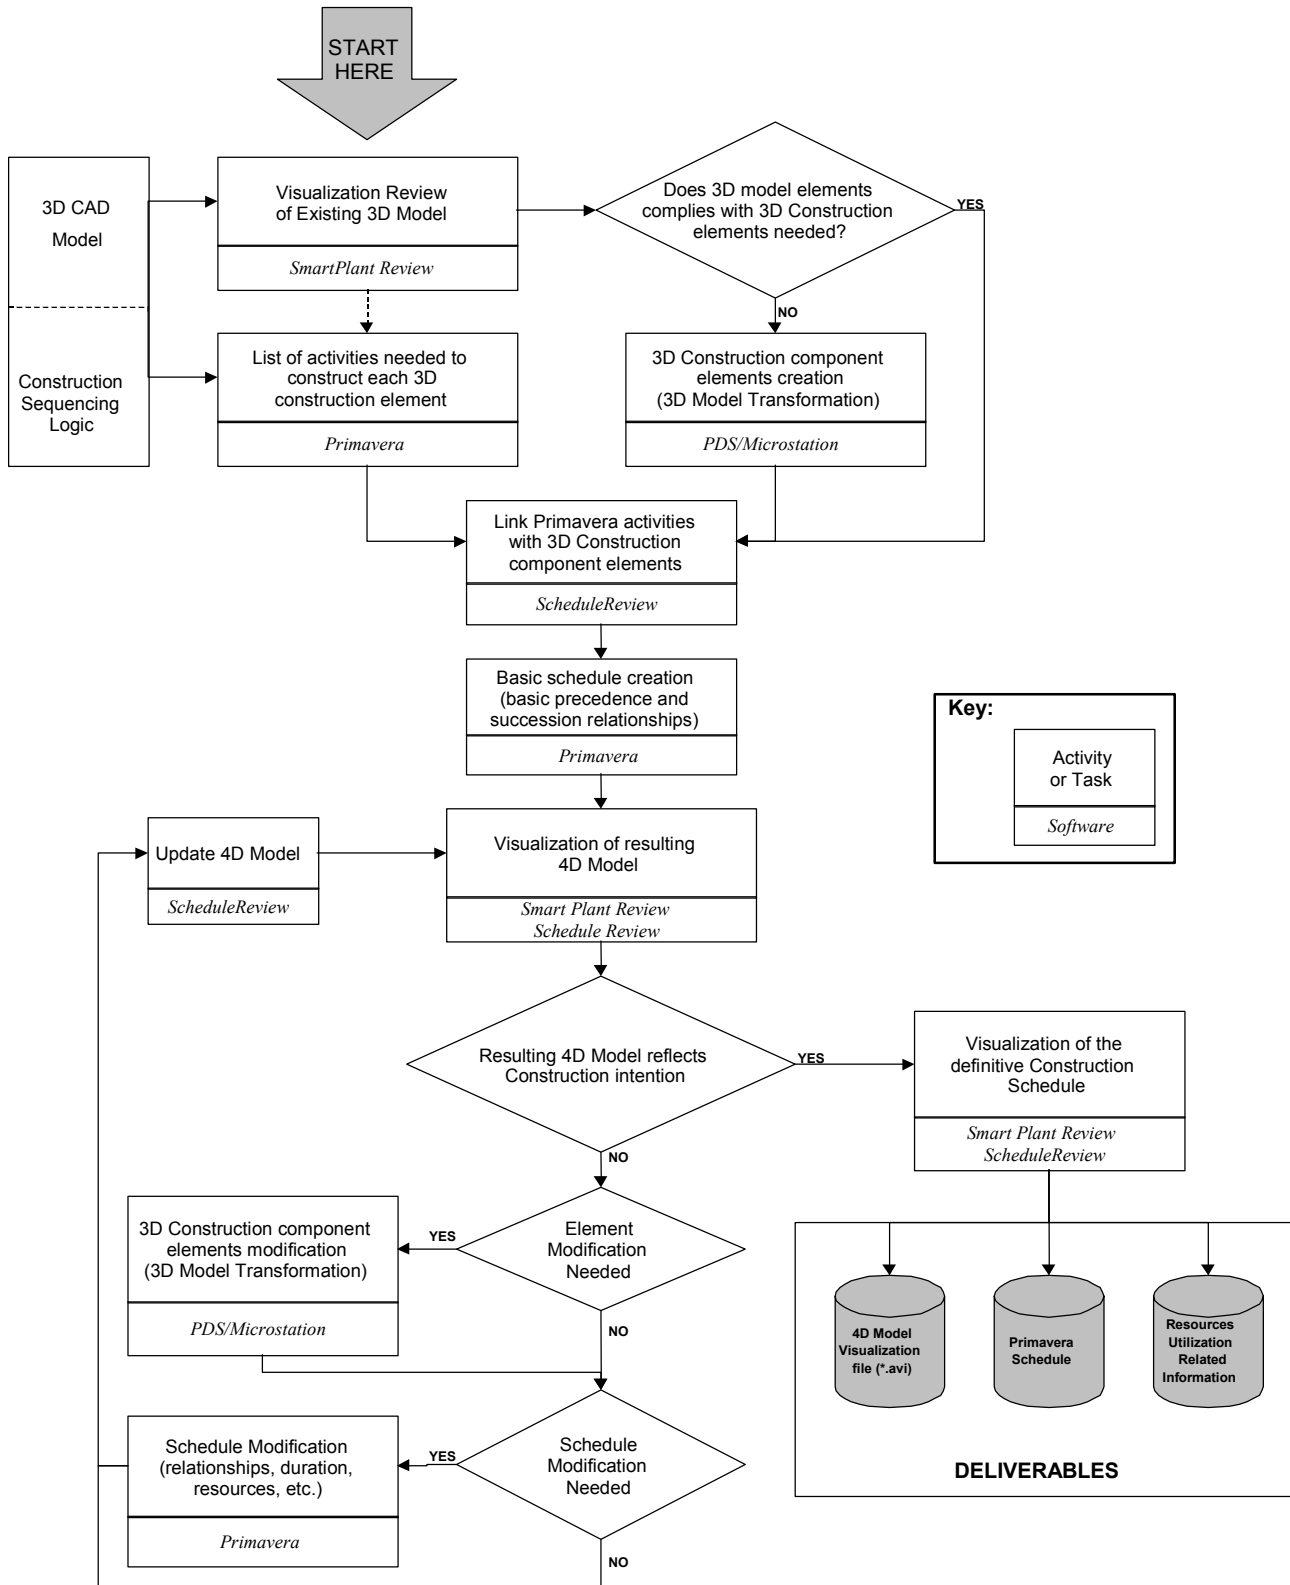 START
HERE
3D CAD
Model
Construction
Sequencing
Logic
Visualization Review
of Existing 3D Model
SmartPlant Review
Does 3D model elements
complies with 3D Construction
elements needed?
YES
NO
List of activities needed to
construct each 3D
construction element
Primavera
3D Construction component
elements creation
(3D Model Transformation)
PDS/Microstation
Link Primavera activities
with 3D Construction
component elements
ScheduleReview
Basic schedule creation
(basic precedence and
succession relationships)
Primavera
Key:
Activity
or Task
Software
Update 4D Model
ScheduleReview
Visualization of resulting
4D Model
Smart Plant Review
Schedule Review
Resulting 4D Model reflects
Construction intention
YES
NO
Visualization of the
definitive Construction
Schedule
Smart Plant Review
ScheduleReview
3D Construction component
elements modification
(3D Model Transformation)
PDS/Microstation
YES
Element
Modification
Needed
NO
4D Model
Visualization
file (*.avi)
Primavera
Schedule
Resources
Utilization
Related
Information
DELIVERABLES
Schedule Modification
(relationships, duration,
resources, etc.)
Primavera
YES
Schedule
Modification
Needed
NO